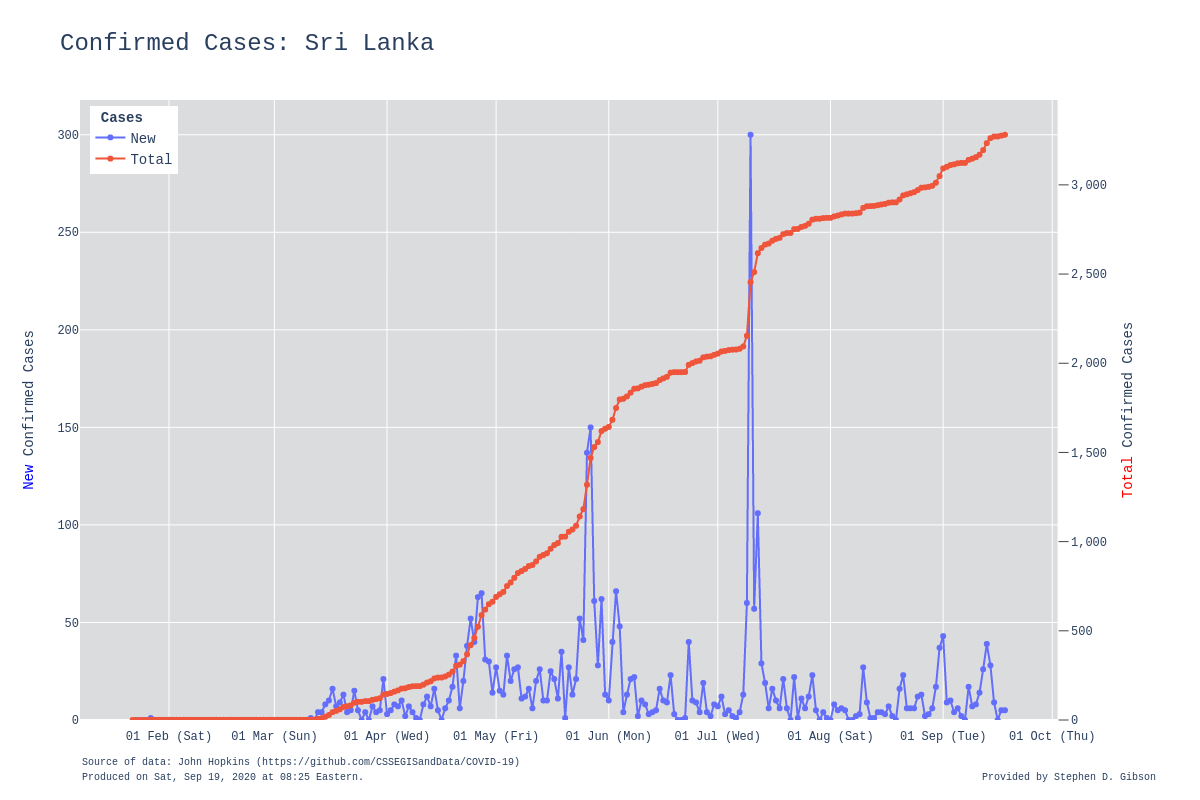 Confirmed Cases: Sri Lanka
Cases
New
Total
300
250
200
150
100
50
0
3,000
2,500
2,000
1,500
1,000
500
0
New Confirmed Cases
Total Confirmed Cases
01 Feb (Sat) 01 Mar (Sun) 01 Apr (Wed) 01 May (Fri) 01 Jun (Mon) 01 Jul (Wed) 01 Aug (Sat) 01 Sep (Tue) 01 Oct (Thu)
Source of data: John Hopkins (https://github.com/CSSEGISandData/COVID-19)
Produced on Sat, Sep 19, 2020 at 08:25 Eastern.
Provided by Stephen D. Gibson